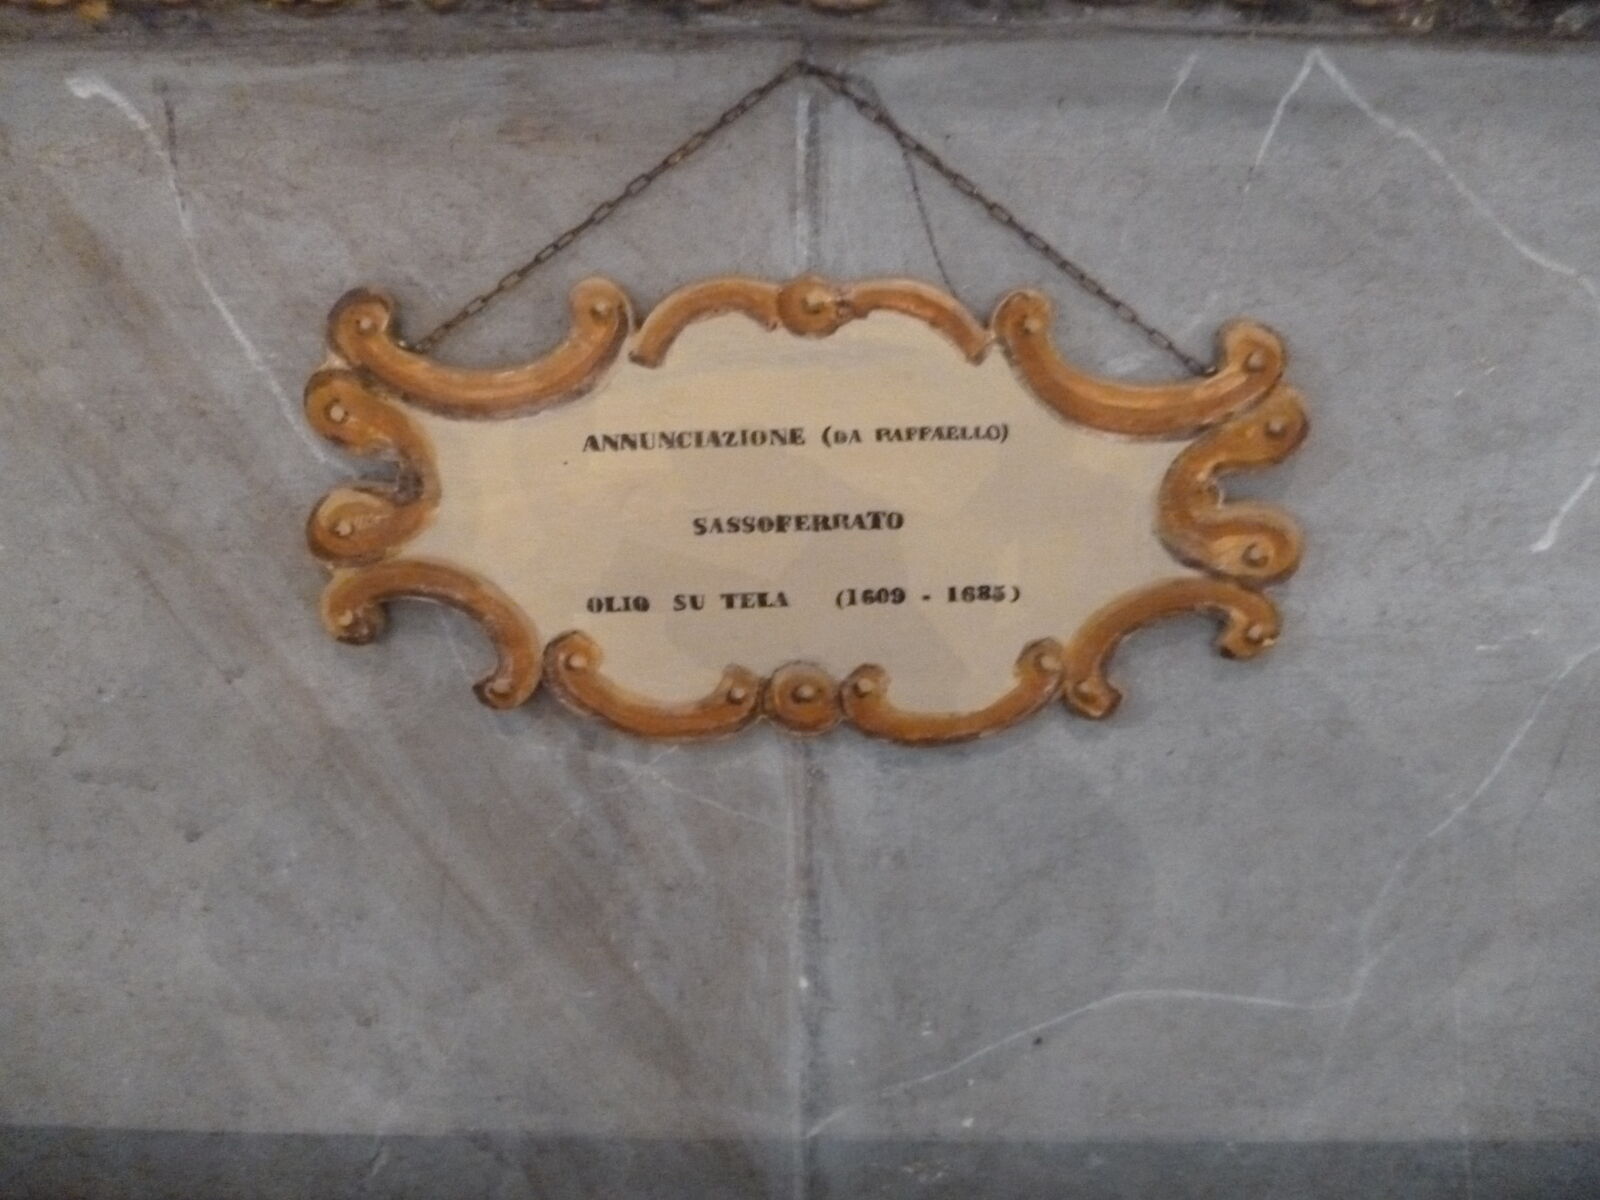 ANNUNCIAZIONE (DA RAFFAELLO)
SASSOFERRATO
OLIO SU TELA (1609 - 1685)